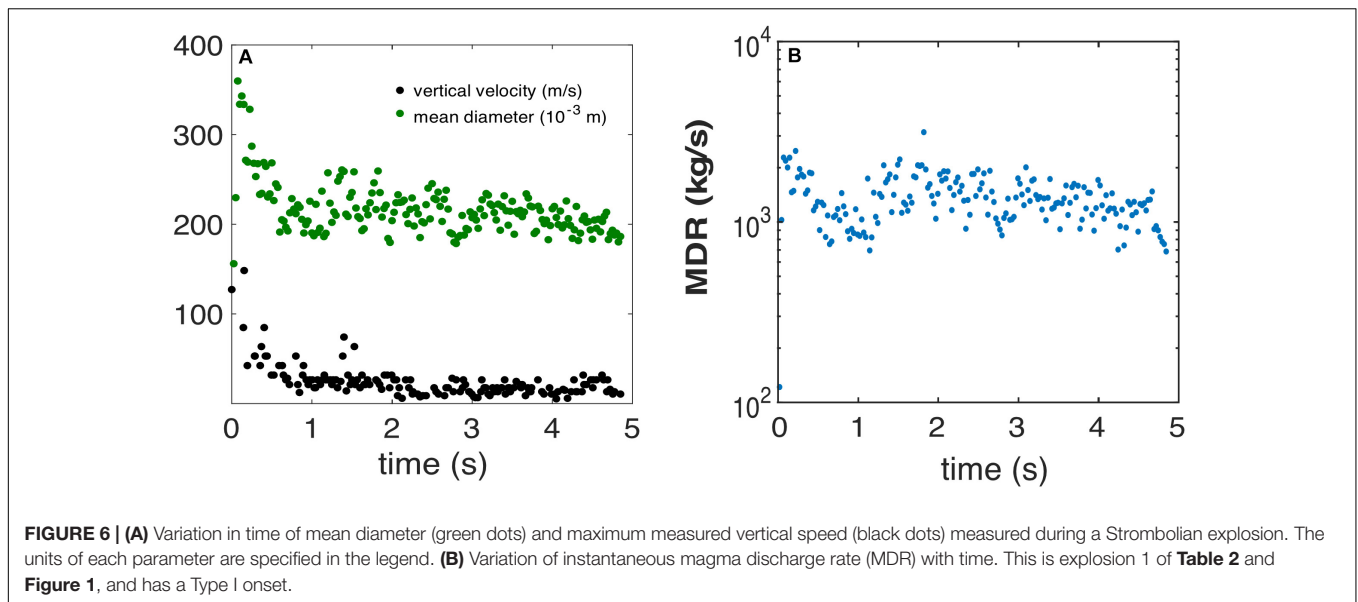 A
400
300
200
100
• vertical velocity (m/s)
• mean diameter (10⁻³ m)
0 1 2 3 4 5
time (s)
B
10⁴
10³
10²
MDR (kg/s)
0 1 2 3 4 5
time (s)
FIGURE 6 | (A) Variation in time of mean diameter (green dots) and maximum measured vertical speed (black dots) measured during a Strombolian explosion. The
units of each parameter are specified in the legend. (B) Variation of instantaneous magma discharge rate (MDR) with time. This is explosion 1 of Table 2 and
Figure 1, and has a Type I onset.